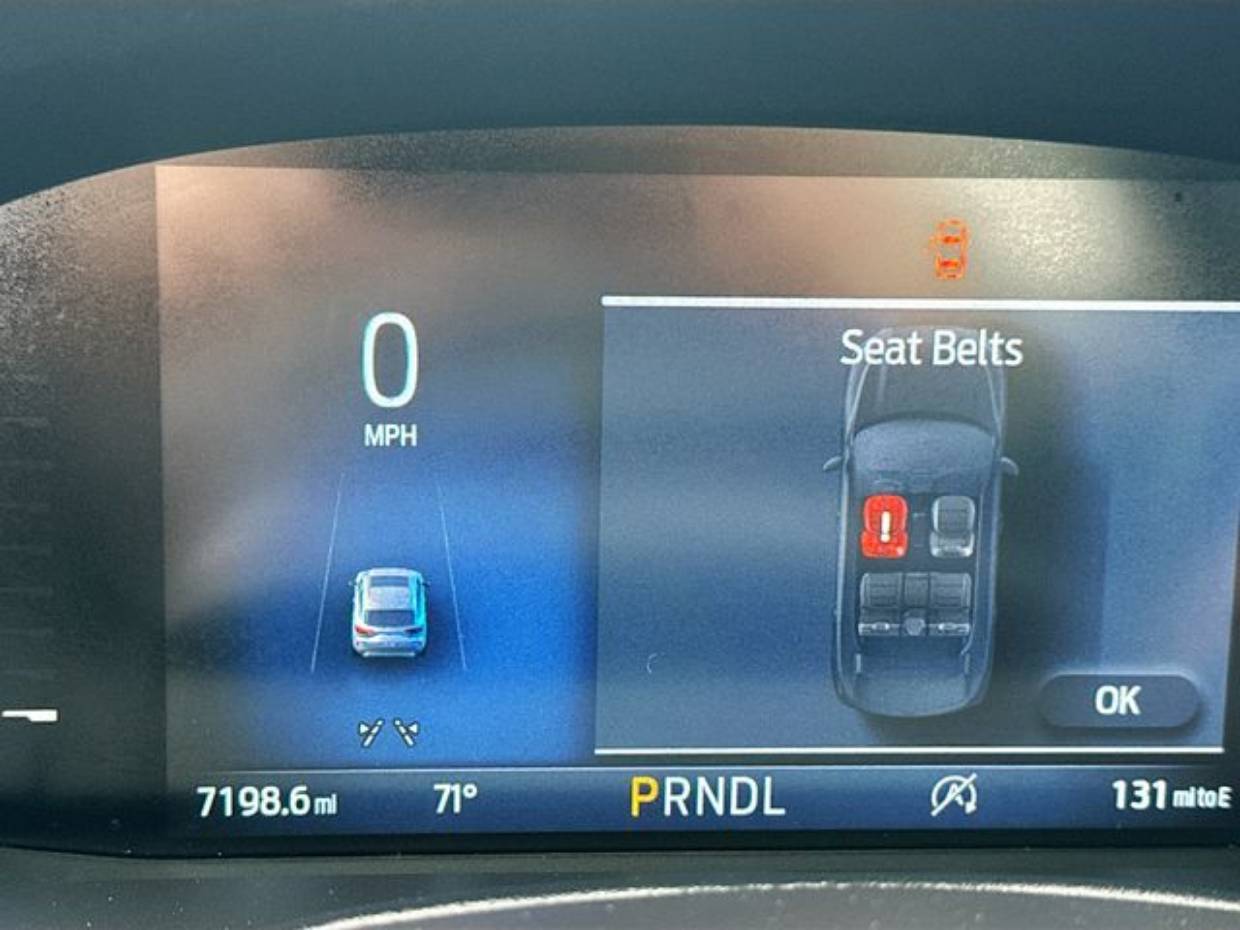 Seat Belts
0
MPH
OK
7198.6 mi 71° PRNDL 131 mi to E